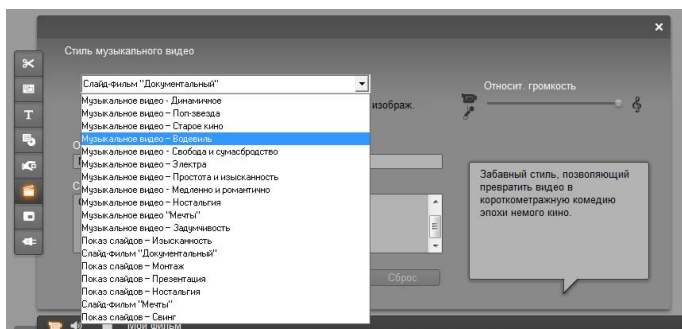 Стиль музыкального видео
Слайд-фильм "Документальный"
Музыкальное видео - Динамичное
Музыкальное видео – Поп-звезда
Музыкальное видео – Старое кино
Музыкальное видео – Водевиль
Музыкальное видео - Свобода и сумасбродство
Музыкальное видео – Электра
Музыкальное видео – Простота и изысканность
Музыкальное видео - Медленно и романтично
Музыкальное видео – Ностальгия
Музыкальное видео "Мечты"
Музыкальное видео – Задумчивость
Показ слайдов – Изысканность
Слайд-фильм "Документальный"
Показ слайдов – Монтаж
Показ слайдов – Презентация
Показ слайдов – Ностальгия
Слайд-фильм "Мечты"
Показ слайдов – Свинг
изображ.
Относит. громкость
Забавный стиль, позволяющий
превратить видео в
короткометражную комедию
эпохи немого кино.
Сброс
Мой фильм